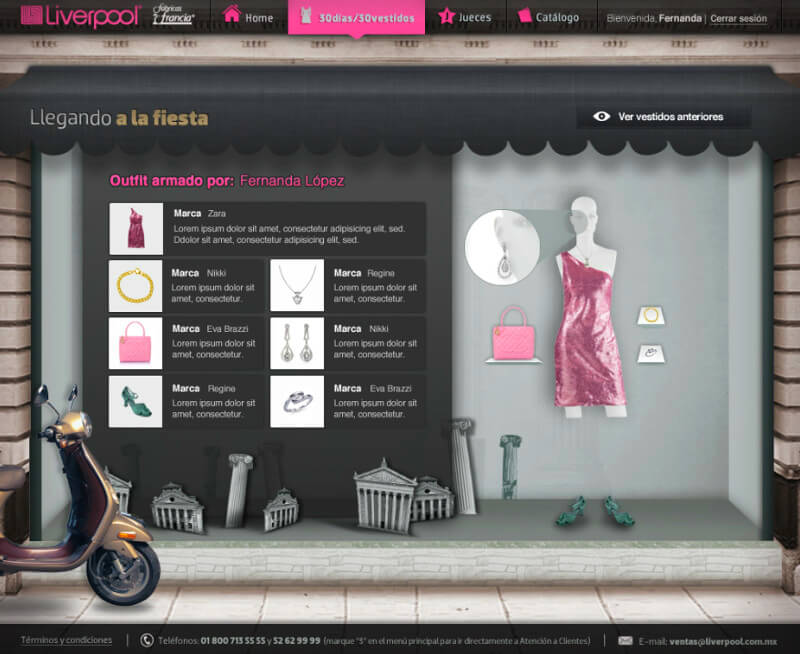 Liverpool
Fábricas
Francia
Home
30días/30vestidos
Jueces
Catálogo
Bienvenida, Fernanda | Cerrar sesión
Llegando a la fiesta
Ver vestidos anteriores
Outfit armado por: Fernanda López
Marca Zara
Lorem ipsum dolor sit amet, consectetur adipisicing elit, sed.
Ddolor sit amet, consectetur adipisicing elit, sed.
Marca Nikki
Lorem ipsum dolor sit
amet, consectetur.
Marca Regine
Lorem ipsum dolor sit
amet, consectetur.
Marca Eva Brazzi
Lorem ipsum dolor sit
amet, consectetur.
Marca Nikki
Lorem ipsum dolor sit
amet, consectetur.
Marca Regine
Lorem ipsum dolor sit
amet, consectetur.
Marca Eva Brazzi
Lorem ipsum dolor sit
amet, consectetur.
Términos y condiciones | Teléfonos: 01 800 713 55 55 y 52 62 99 99 (marque "3" en el menú principal para ir directamente a Atención a Clientes) | E-mail: ventas@liverpool.com.mx